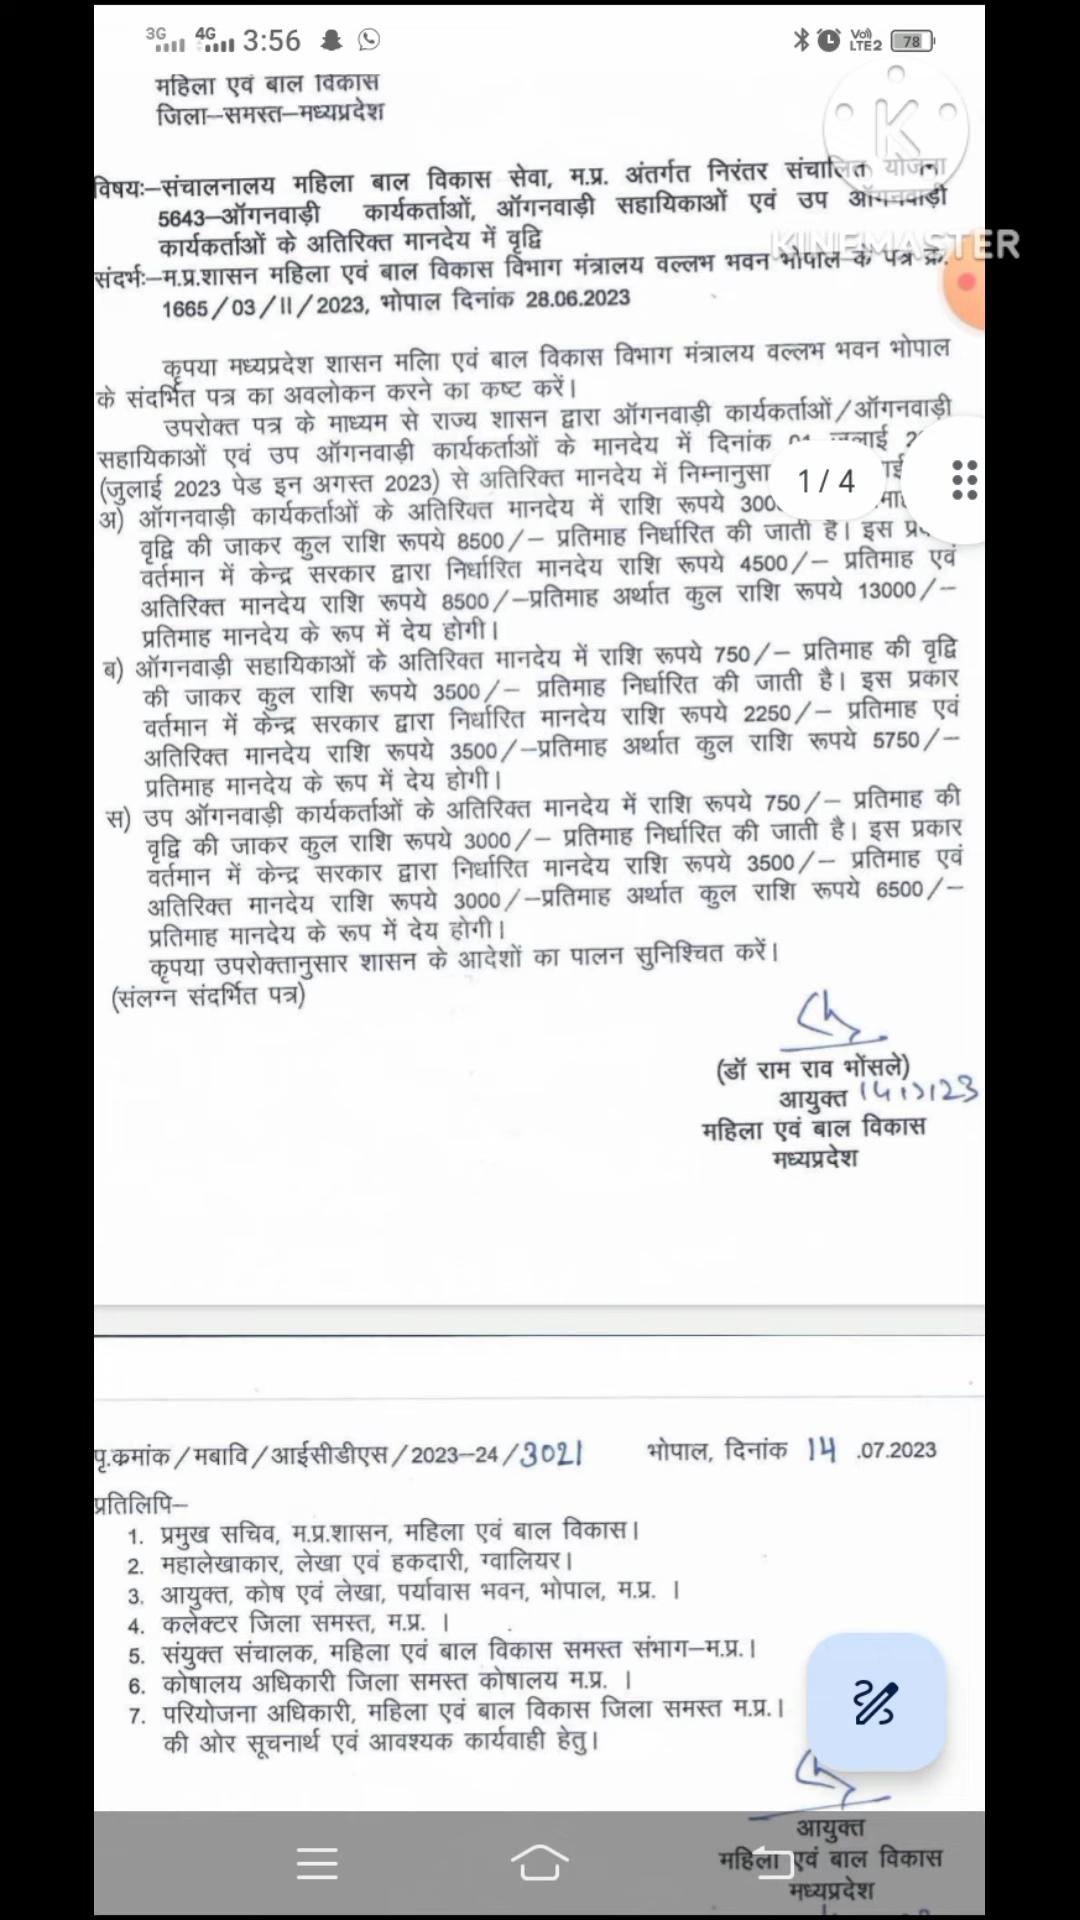 3G 4G 3:56 Vo) LTE2 78
महिला एवं बाल विकास
जिला–समस्त–मध्यप्रदेश
K
विषयः–संचालनालय महिला बाल विकास सेवा, म.प्र. अंतर्गत निरंतर संचालित योजना
5643–ऑगनवाड़ी कार्यकर्ताओं, ऑगनवाड़ी सहायिकाओं एवं उप ऑगनवाड़ी
कार्यकर्ताओं के अतिरिक्त मानदेय में वृद्वि
KINEMASTER
संदर्भः–म.प्र.शासन महिला एवं बाल विकास विभाग मंत्रालय वल्लभ भवन भोपाल के पत्र क्र.
1665/03/II/2023, भोपाल दिनांक 28.06.2023
कृपया मध्यप्रदेश शासन मलिा एवं बाल विकास विभाग मंत्रालय वल्लभ भवन भोपाल
के संदर्भित पत्र का अवलोकन करने का कष्ट करें।
उपरोक्त पत्र के माध्यम से राज्य शासन द्वारा ऑगनवाड़ी कार्यकर्ताओं/ऑगनवाड़ी
सहायिकाओं एवं उप ऑगनवाड़ी कार्यकर्ताओं के मानदेय में दिनांक
(जुलाई 2023 पेड इन अगस्त 2023) से अतिरिक्त मानदेय में
1/4
अ) ऑगनवाड़ी कार्यकर्ताओं के अतिरिक्त मानदेय में राशि रूपये
वृद्वि की जाकर कुल राशि रूपये 8500/– प्रतिमाह निर्धारित की जाती है। इस
वर्तमान में केन्द्र सरकार द्वारा निर्धारित मानदेय राशि रूपये 4500/– प्रतिमाह एवं
अतिरिक्त मानदेय राशि रूपये 8500/–प्रतिमाह अर्थात कुल राशि रूपये 13000/–
प्रतिमाह मानदेय के रूप में देय होगी।
ब) ऑगनवाड़ी सहायिकाओं के अतिरिक्त मानदेय में राशि रूपये 750/– प्रतिमाह की वृद्वि
की जाकर कुल राशि रूपये 3500/– प्रतिमाह निर्धारित की जाती है। इस प्रकार
वर्तमान में केन्द्र सरकार द्वारा निर्धारित मानदेय राशि रूपये 2250/– प्रतिमाह एवं
अतिरिक्त मानदेय राशि रूपये 3500/–प्रतिमाह अर्थात कुल राशि रूपये 5750/–
प्रतिमाह मानदेय के रूप में देय होगी।
स) उप ऑगनवाड़ी कार्यकर्ताओं के अतिरिक्त मानदेय में राशि रूपये 750/– प्रतिमाह की
वृद्वि की जाकर कुल राशि रूपये 3000/– प्रतिमाह निर्धारित की जाती है। इस प्रकार
वर्तमान में केन्द्र सरकार द्वारा निर्धारित मानदेय राशि रूपये 3500/– प्रतिमाह एवं
अतिरिक्त मानदेय राशि रूपये 3000/–प्रतिमाह अर्थात कुल राशि रूपये 6500/–
प्रतिमाह मानदेय के रूप में देय होगी।
कृपया उपरोक्तानुसार शासन के आदेशों का पालन सुनिश्चित करें।
(संलग्न संदर्भित पत्र)
(डॉ राम राव भोंसले)
आयुक्त
महिला एवं बाल विकास
मध्यप्रदेश
पृ.कमांक/मबावि/आईसीडीएस/2023–24/3021 भोपाल, दिनांक 14 .07.2023
प्रतिलिपि–
1. प्रमुख सचिव, म.प्र.शासन, महिला एवं बाल विकास।
2. महालेखाकार, लेखा एवं हकदारी, ग्वालियर।
3. आयुक्त, कोष एवं लेखा, पर्यावास भवन, भोपाल, म.प्र. ।
4. कलेक्टर जिला समस्त, म.प्र. ।
5. संयुक्त संचालक, महिला एवं बाल विकास समस्त संभाग–म.प्र.।
6. कोषालय अधिकारी जिला समस्त कोषालय म.प्र. ।
7. परियोजना अधिकारी, महिला एवं बाल विकास जिला समस्त म.प्र.।
की ओर सूचनार्थ एवं आवश्यक कार्यवाही हेतु।
आयुक्त
महिला एवं बाल विकास
मध्यप्रदेश